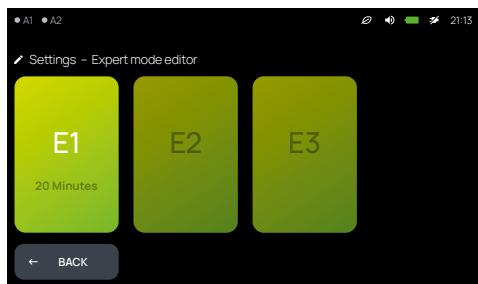 A1 A2 21:13
Settings – Expert mode editor
E1 E2 E3
20 Minutes
← BACK